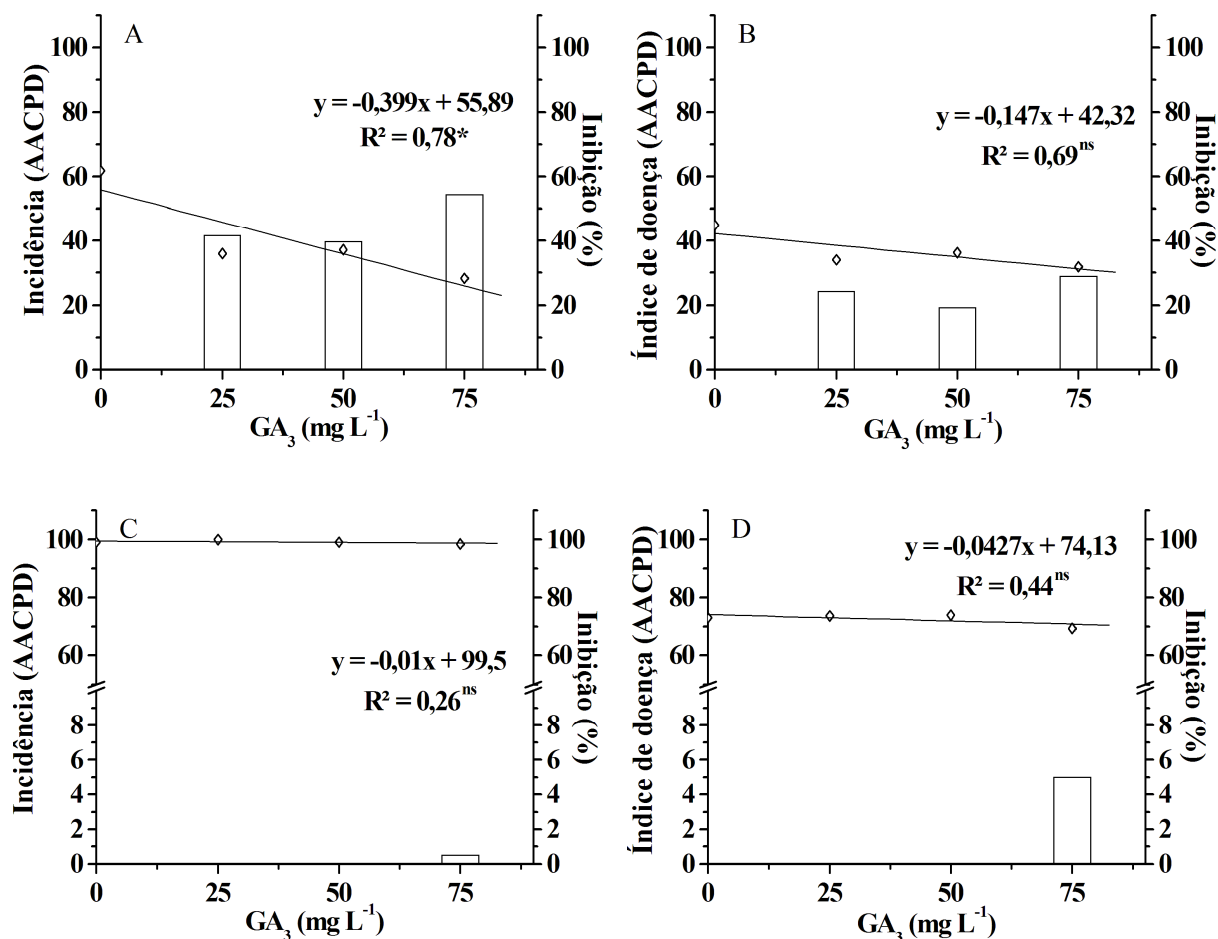 A
Incidência (AACPD)
100
80
60
40
20
0
y = -0,399x + 55,89
R² = 0,78*
100
80
60
40
20
0
Inibição (%)
0 25 50 75
GA₃ (mg L⁻¹)
B
Índice de doença (AACPD)
100
80
60
40
20
0
y = -0,147x + 42,32
R² = 0,69ⁿˢ
100
80
60
40
20
0
Inibição (%)
0 25 50 75
GA₃ (mg L⁻¹)
C
Incidência (AACPD)
100
80
60
8
6
4
2
0
y = -0,01x + 99,5
R² = 0,26ⁿˢ
100
80
60
8
6
4
2
0
Inibição (%)
0 25 50 75
GA₃ (mg L⁻¹)
D
Índice de doença (AACPD)
100
80
60
8
6
4
2
0
y = -0,0427x + 74,13
R² = 0,44ⁿˢ
100
80
60
8
6
4
2
0
Inibição (%)
0 25 50 75
GA₃ (mg L⁻¹)